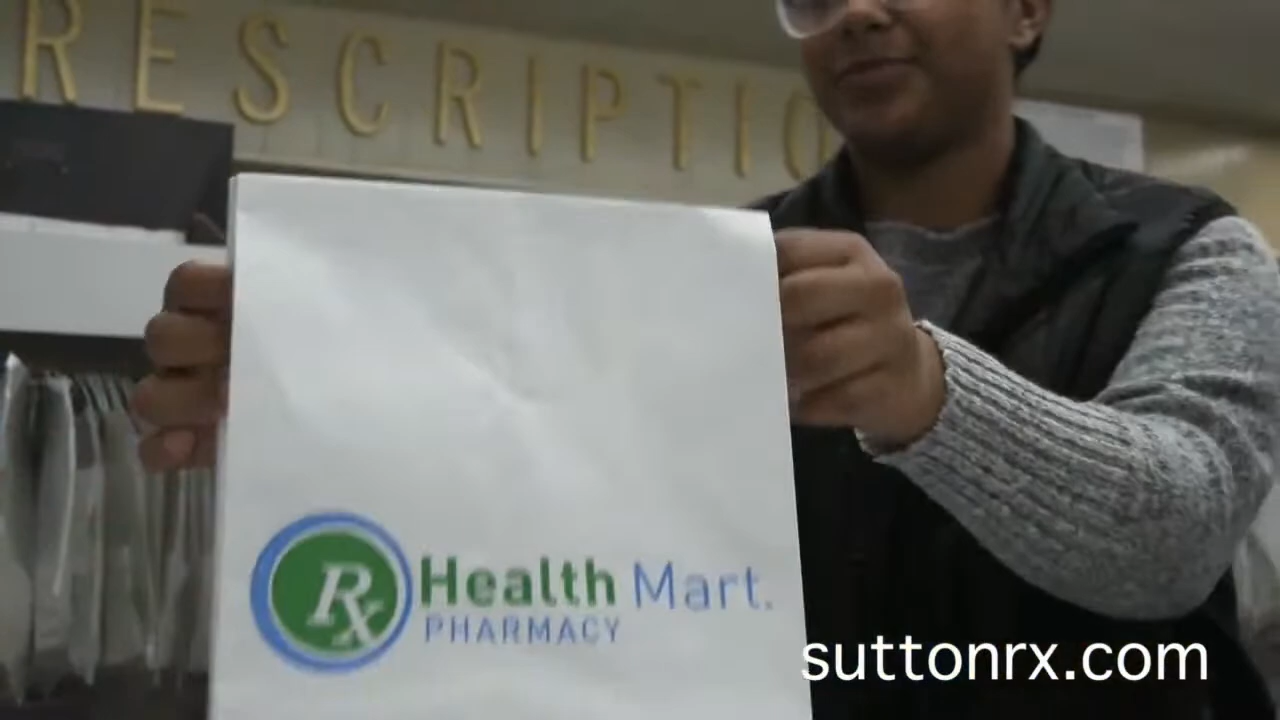 RESCRIPTIO
Rx
Health Mart.
PHARMACY
suttonrx.com